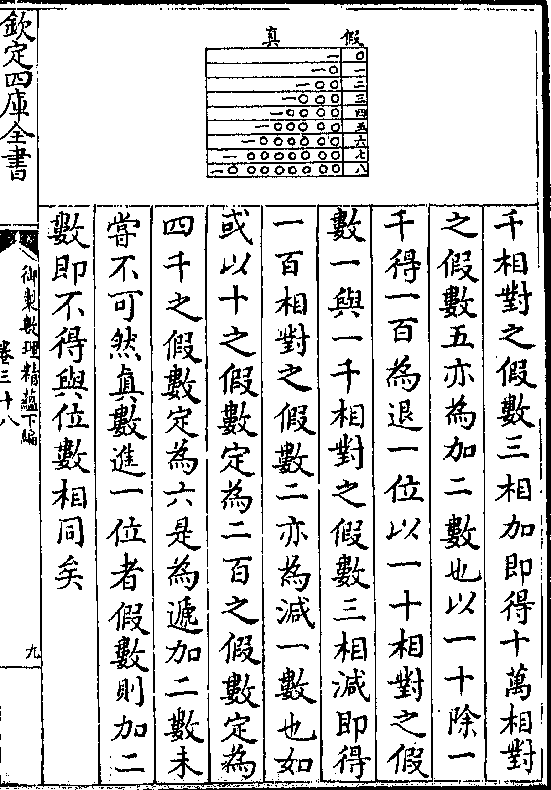 真 假
一 〇
一〇 一
一〇〇 二
一〇〇〇 三
一〇〇〇〇 四
一〇〇〇〇〇 五
一〇〇〇〇〇〇 六
一〇〇〇〇〇〇〇 七
一〇〇〇〇〇〇〇〇 八
千相對之假數三相加即得十萬相對
之假數五亦為加二數也以一十除一
千得一百為退一位以一十相對之假
數一與一千相對之假數三相減即得
一百相對之假數二亦為減一數也如
或以十之假數定為二百之假數定為
四千之假數定為六是為遞加二數未
嘗不可然真數進一位者假數則加二
數即不得與位數相同矣
欽定四庫全書
御製數理精蘊下編
卷三十八
九